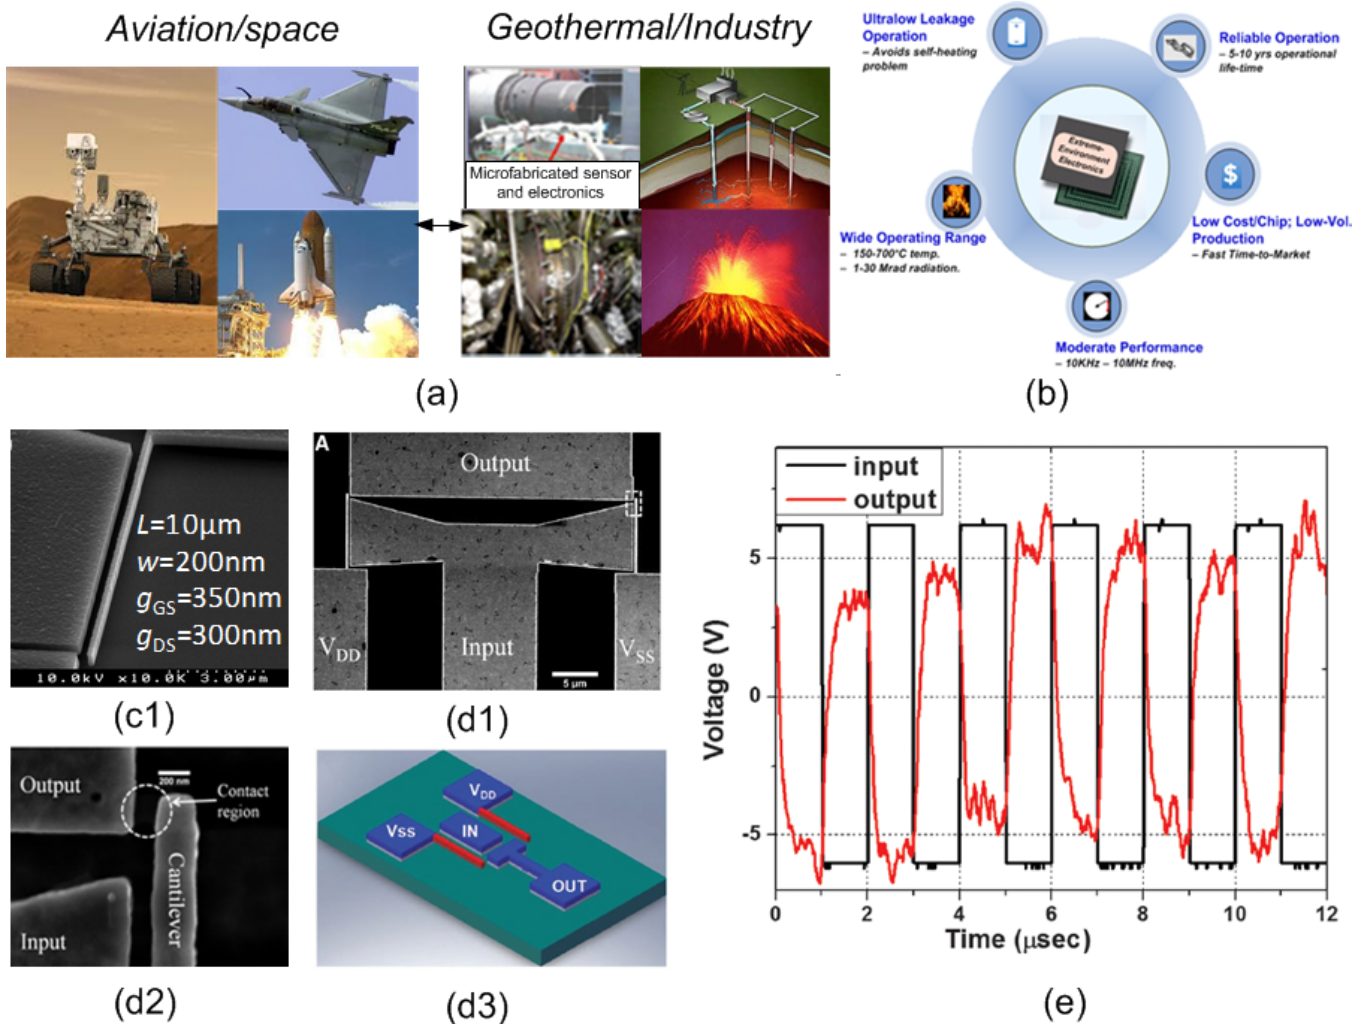 Aviation/space
Geothermal/Industry
Microfabricated sensor
and electronics
(a)
Ultralow Leakage
Operation
– Avoids self-heating
problem
Reliable Operation
– 5-10 yrs operational
life-time
Extreme-
Environment
Electronics
$
Low Cost/Chip; Low-Vol.
Production
– Fast Time-to-Market
Wide Operating Range
– 150-700°C temp.
– 1-30 Mrad radiation.
Moderate Performance
– 10KHz – 10MHz freq.
(b)
L=10μm
w=200nm
gGS=350nm
gDS=300nm
10.0kV x10.0K 3.00μm
(c1)
A
Output
VDD
Input
VSS
5 μm
(d1)
Output
200 nm
Contact
region
Cantilever
Input
(d2)
VDD
VSS
IN
OUT
(d3)
input
output
Voltage (V)
5
0
-5
0 2 4 6 8 10 12
Time (μsec)
(e)